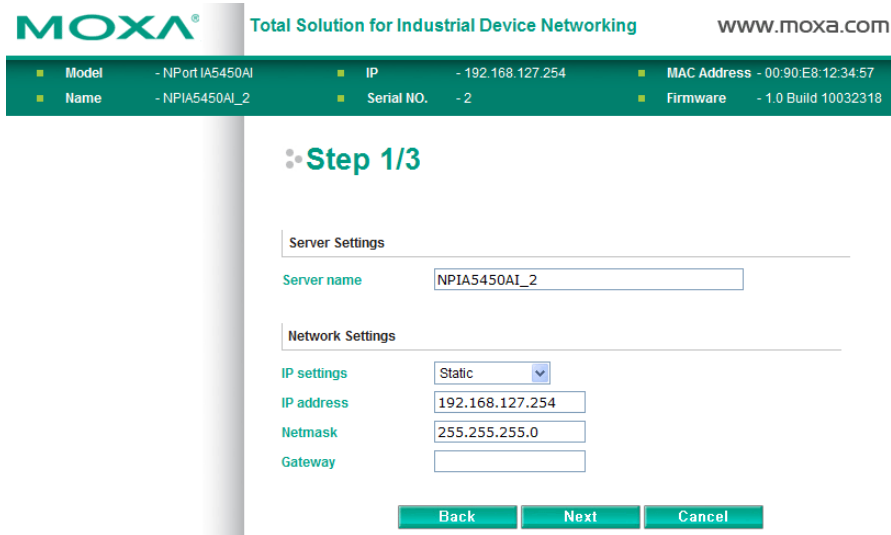 MOXA® Total Solution for Industrial Device Networking www.moxa.com
Model - NPort IA5450AI IP - 192.168.127.254 MAC Address - 00:90:E8:12:34:57
Name - NPIA5450AI_2 Serial NO. - 2 Firmware - 1.0 Build 10032318
Step 1/3
Server Settings
Server name NPIA5450AI_2
Network Settings
IP settings Static
IP address 192.168.127.254
Netmask 255.255.255.0
Gateway
Back Next Cancel